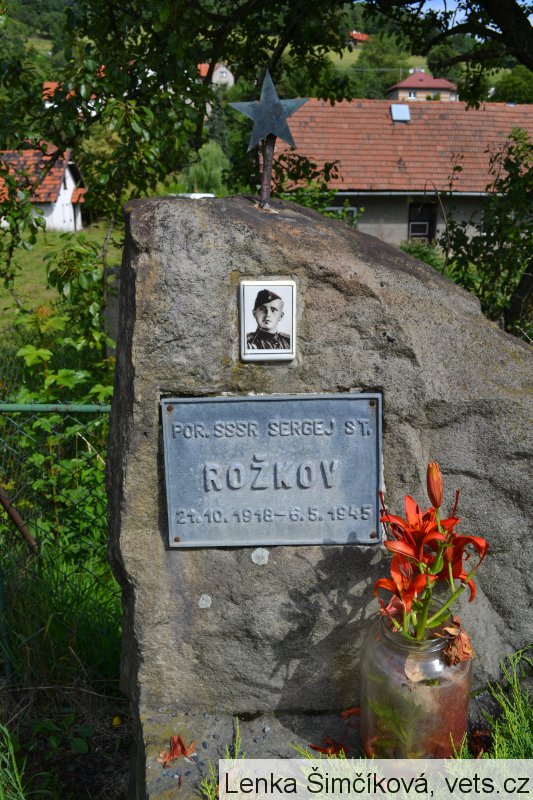 POR. SSSR SERGEJ ST.
ROŽKOV
21.10.1918-6.5.1945
Lenka Šimčíková, vets.cz